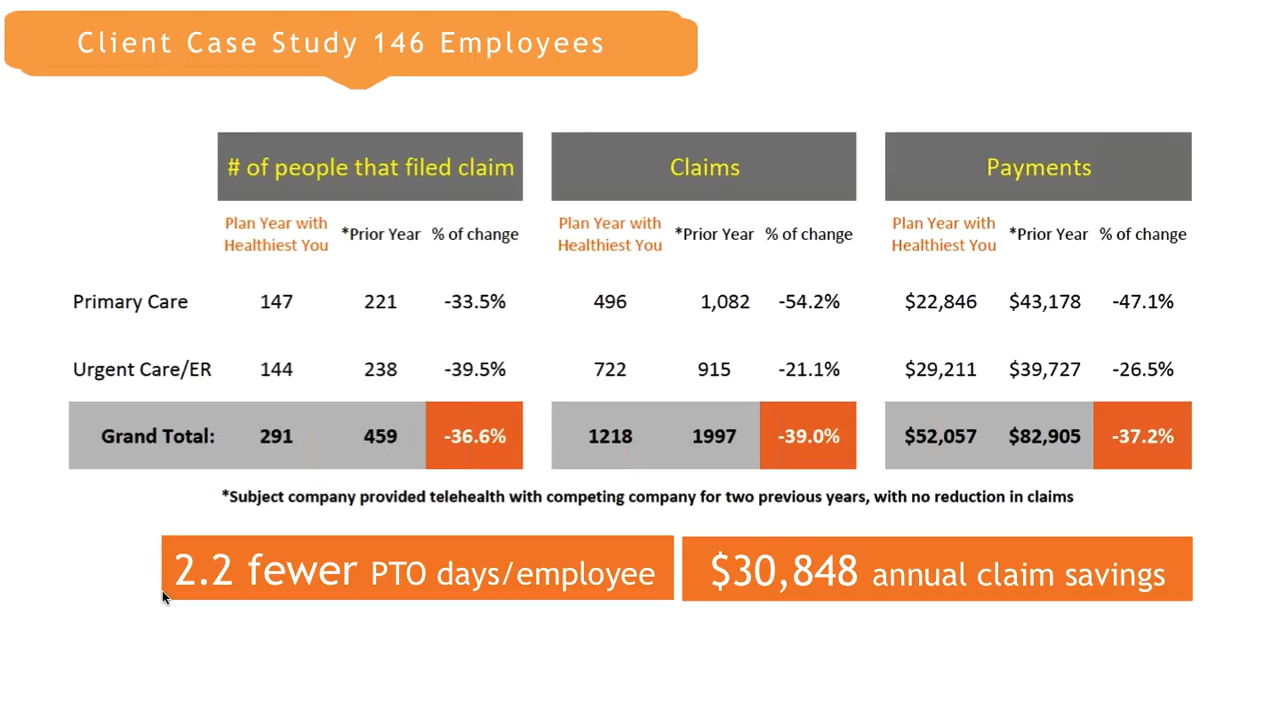 Client Case Study 146 Employees
# of people that filed claim Claims Payments
Plan Year with Healthiest You *Prior Year % of change Plan Year with Healthiest You *Prior Year % of change Plan Year with Healthiest You *Prior Year % of change
Primary Care 147 221 -33.5% 496 1,082 -54.2% $22,846 $43,178 -47.1%
Urgent Care/ER 144 238 -39.5% 722 915 -21.1% $29,211 $39,727 -26.5%
Grand Total: 291 459 -36.6% 1218 1997 -39.0% $52,057 $82,905 -37.2%
*Subject company provided telehealth with competing company for two previous years, with no reduction in claims
2.2 fewer PTO days/employee $30,848 annual claim savings